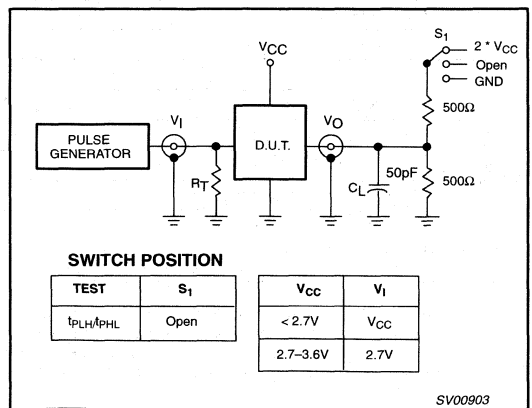 S1
2 * VCC
Open
GND
VCC
500Ω
VI
VO
PULSE
GENERATOR
D.U.T.
RT
50pF
CL
500Ω
SWITCH POSITION
TEST S1
tPLH/tPHL Open
VCC VI
< 2.7V VCC
2.7–3.6V 2.7V
SV00903